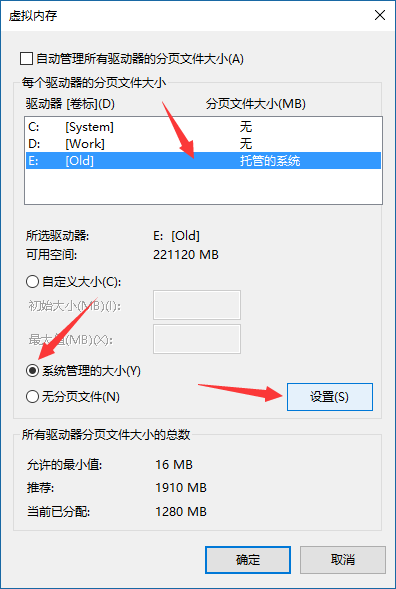 虚拟内存
自动管理所有驱动器的分页文件大小(A)
每个驱动器的分页文件大小
驱动器 [卷标](D) 分页文件大小(MB)
C: [System] 无
D: [Work] 无
E: [Old] 托管的系统
所选驱动器: E: [Old]
可用空间: 221120 MB
自定义大小(C):
初始大小(MB)(I):
最大值(MB)(X):
系统管理的大小(Y)
无分页文件(N)
设置(S)
所有驱动器分页文件大小的总数
允许的最小值: 16 MB
推荐: 1910 MB
当前已分配: 1280 MB
确定 取消